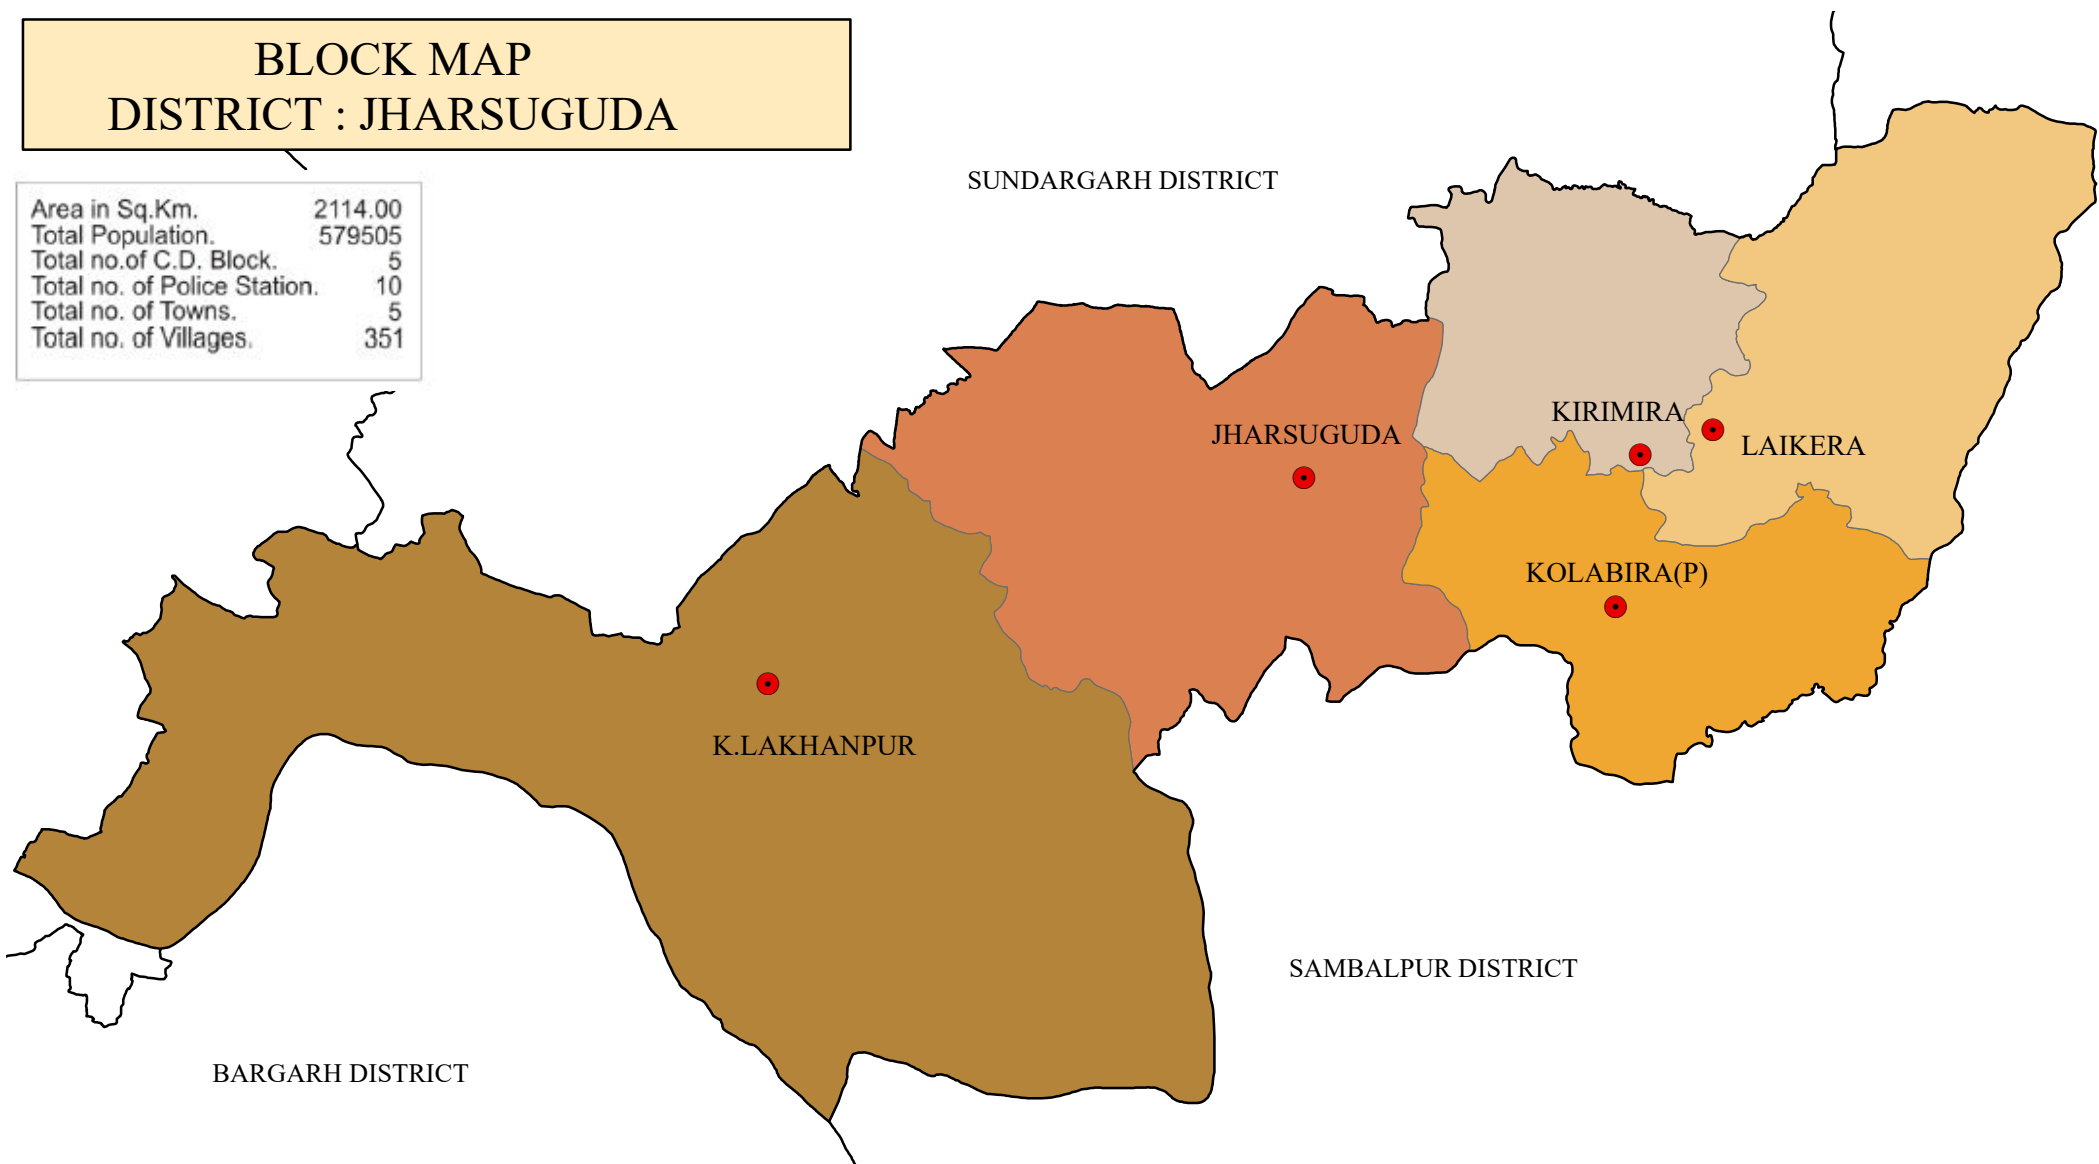 BLOCK MAP
DISTRICT : JHARSUGUDA
Area in Sq.Km. 2114.00
Total Population. 579505
Total no.of C.D. Block. 5
Total no. of Police Station. 10
Total no. of Towns. 5
Total no. of Villages. 351
SUNDARGARH DISTRICT
KIRIMIRA
JHARSUGUDA
LAIKERA
KOLABIRA(P)
K.LAKHANPUR
SAMBALPUR DISTRICT
BARGARH DISTRICT